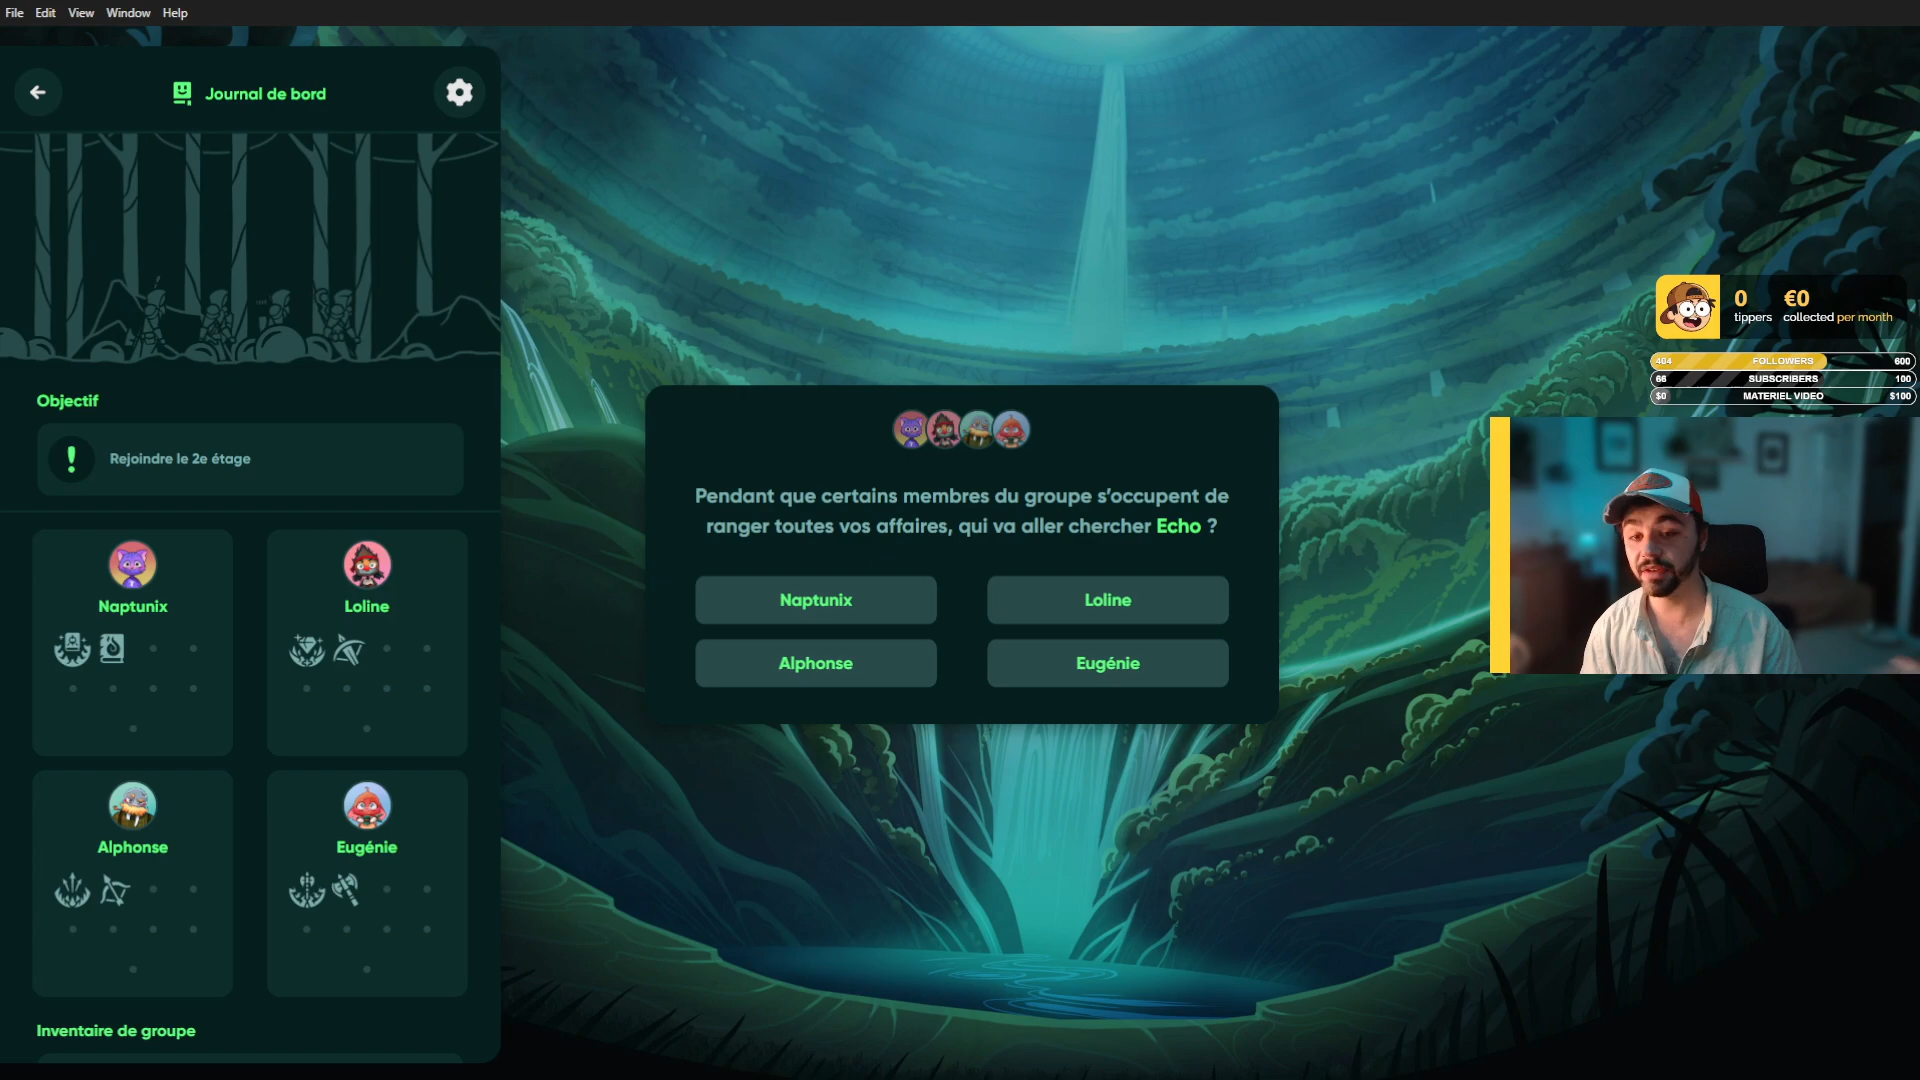 File Edit View Window Help
Journal de bord
Objectif
!
Rejoindre le 2e étage
Naptunix
Loline
Alphonse
Eugénie
Inventaire de groupe
Pendant que certains membres du groupe s'occupent de
ranger toutes vos affaires, qui va aller chercher Echo ?
Naptunix
Loline
Alphonse
Eugénie
0 €0
tippers collected per month
404 FOLLOWERS 600
66 SUBSCRIBERS 100
$0 MATERIEL VIDEO $100